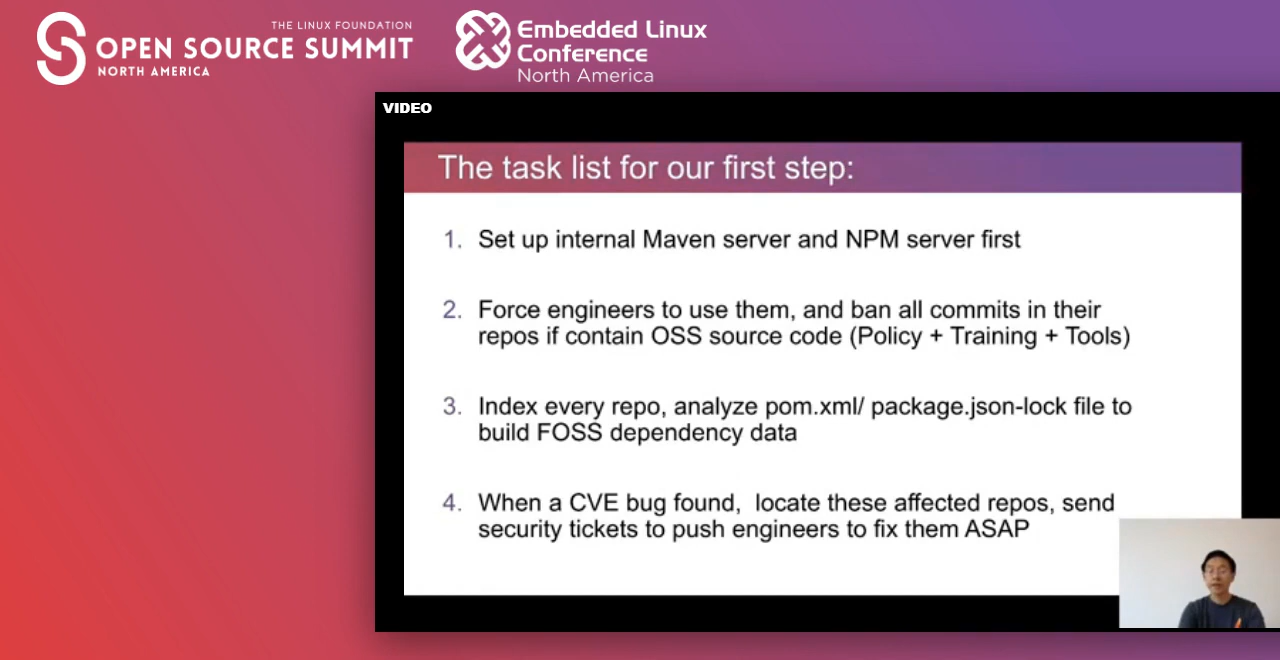 THE LINUX FOUNDATION
OPEN SOURCE SUMMIT
NORTH AMERICA
Embedded Linux
Conference
North America
VIDEO
The task list for our first step:
1. Set up internal Maven server and NPM server first
2. Force engineers to use them, and ban all commits in their
repos if contain OSS source code (Policy + Training + Tools)
3. Index every repo, analyze pom.xml/ package.json-lock file to
build FOSS dependency data
4. When a CVE bug found,  locate these affected repos, send
security tickets to push engineers to fix them ASAP